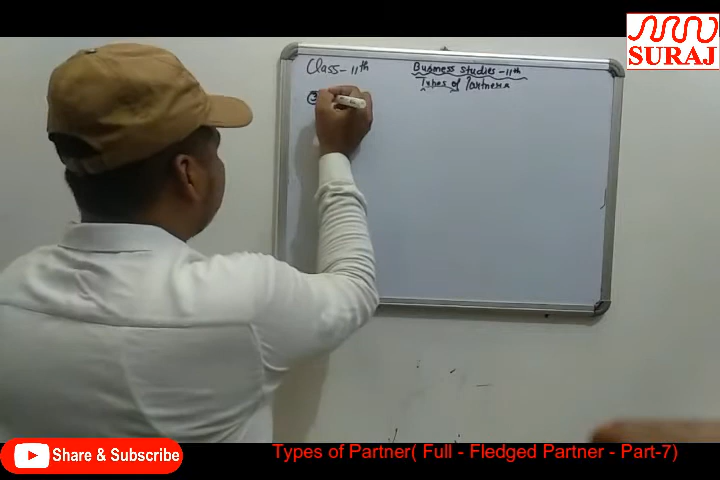 SURAJ
Class - 11th
Business studies - 11th
Types of Partners
Share & Subscribe
Types of Partner( Full - Fledged Partner - Part-7)